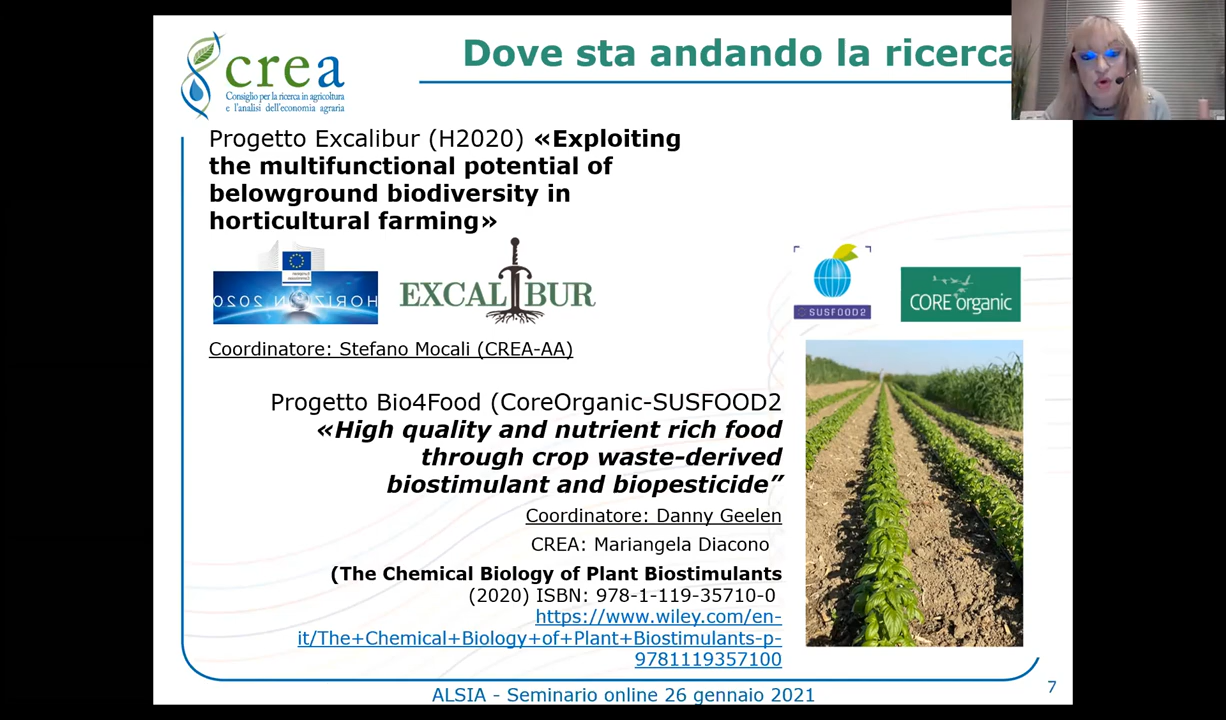 crea
Consiglio per la ricerca in agricoltura
e l'analisi dell'economia agraria
Dove sta andando la ricerca
Progetto Excalibur (H2020) «Exploiting
the multifunctional potential of
belowground biodiversity in
horticultural farming»
HORIZON 2020
EXCALIBUR
SUSFOOD2
CORE organic
Coordinatore: Stefano Mocali (CREA-AA)
Progetto Bio4Food (CoreOrganic-SUSFOOD2
«High quality and nutrient rich food
through crop waste-derived
biostimulant and biopesticide”
Coordinatore: Danny Geelen
CREA: Mariangela Diacono
(The Chemical Biology of Plant Biostimulants
(2020) ISBN: 978-1-119-35710-0
https://www.wiley.com/en-
it/The+Chemical+Biology+of+Plant+Biostimulants-p-
9781119357100
ALSIA - Seminario online 26 gennaio 2021
7